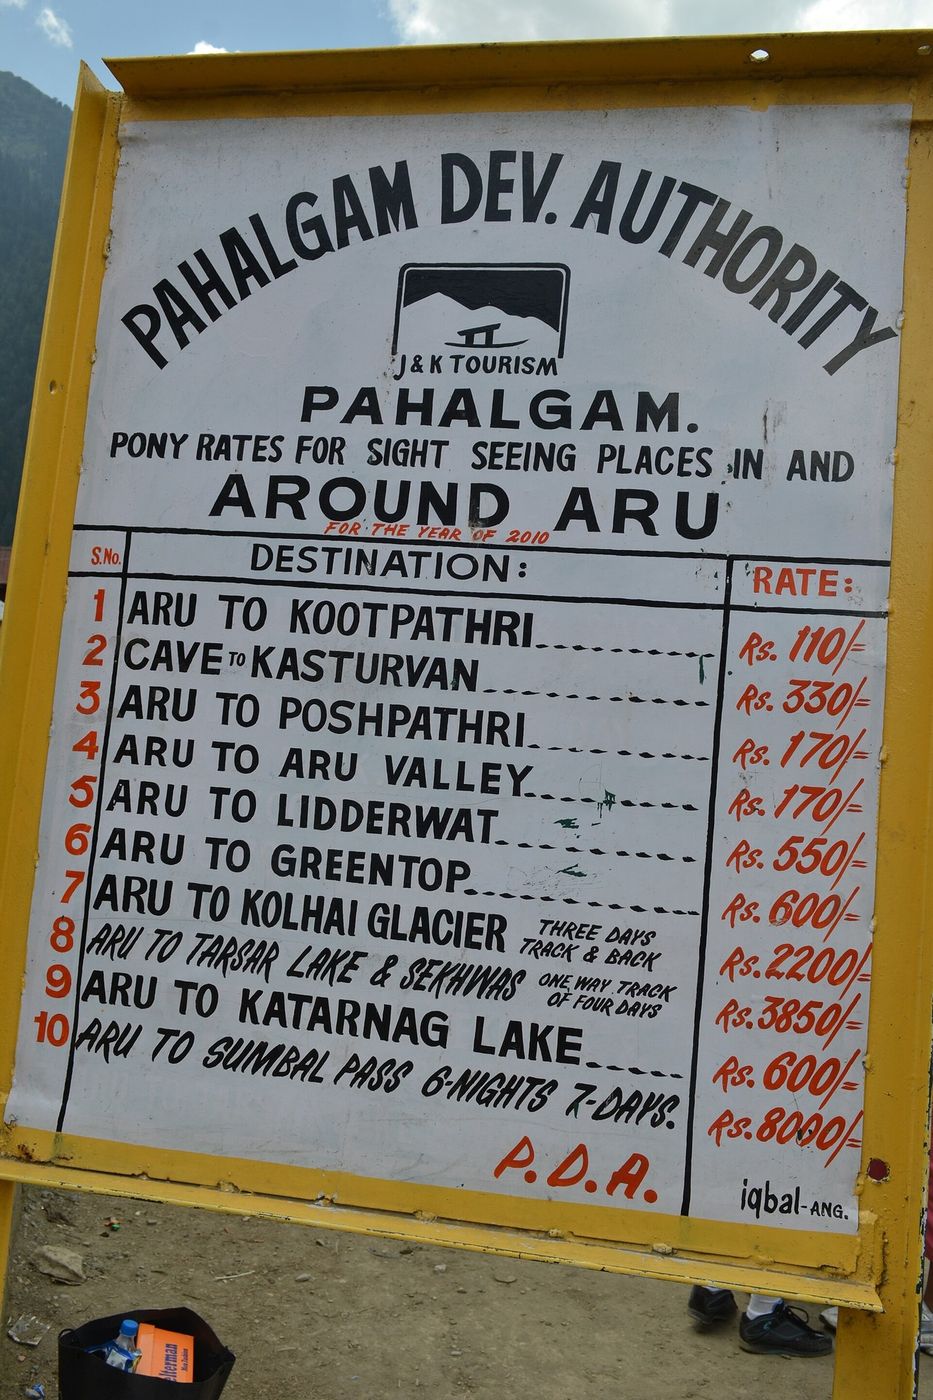 PAHALGAM DEV. AUTHORITY
J & K TOURISM
PAHALGAM.
PONY RATES FOR SIGHT SEEING PLACES IN AND
AROUND ARU
FOR THE YEAR OF 2010
S.No. DESTINATION: RATE:
1 ARU TO KOOTPATHRI Rs. 110/=
2 CAVE TO KASTURVAN Rs. 330/=
3 ARU TO POSHPATHRI Rs. 170/=
4 ARU TO ARU VALLEY Rs. 170/=
5 ARU TO LIDDERWAT Rs. 550/=
6 ARU TO GREENTOP Rs. 600/=
7 ARU TO KOLHAI GLACIER THREE DAYS TRACK & BACK Rs. 2200/=
8 ARU TO TARSAR LAKE & SEKHWAS ONE WAY TRACK OF FOUR DAYS Rs. 3850/=
9 ARU TO KATARNAG LAKE Rs. 600/=
10 ARU TO SUMBAL PASS 6-NIGHTS 7-DAYS. Rs. 8000/=
P.D.A.
iqbal-ANG.